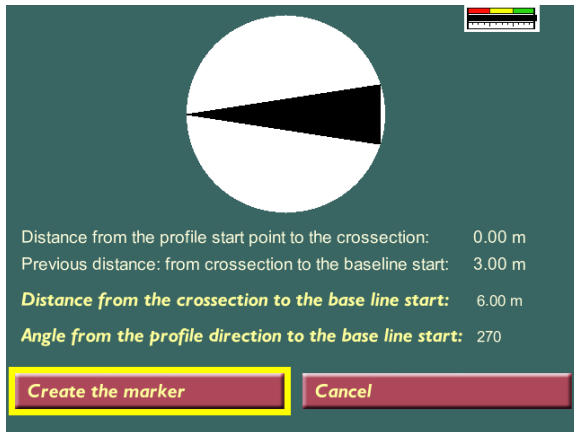 Distance from the profile start point to the crossection: 0.00 m
Previous distance: from crossection to the baseline start: 3.00 m
Distance from the crossection to the base line start: 6.00 m
Angle from the profile direction to the base line start: 270
Create the marker Cancel